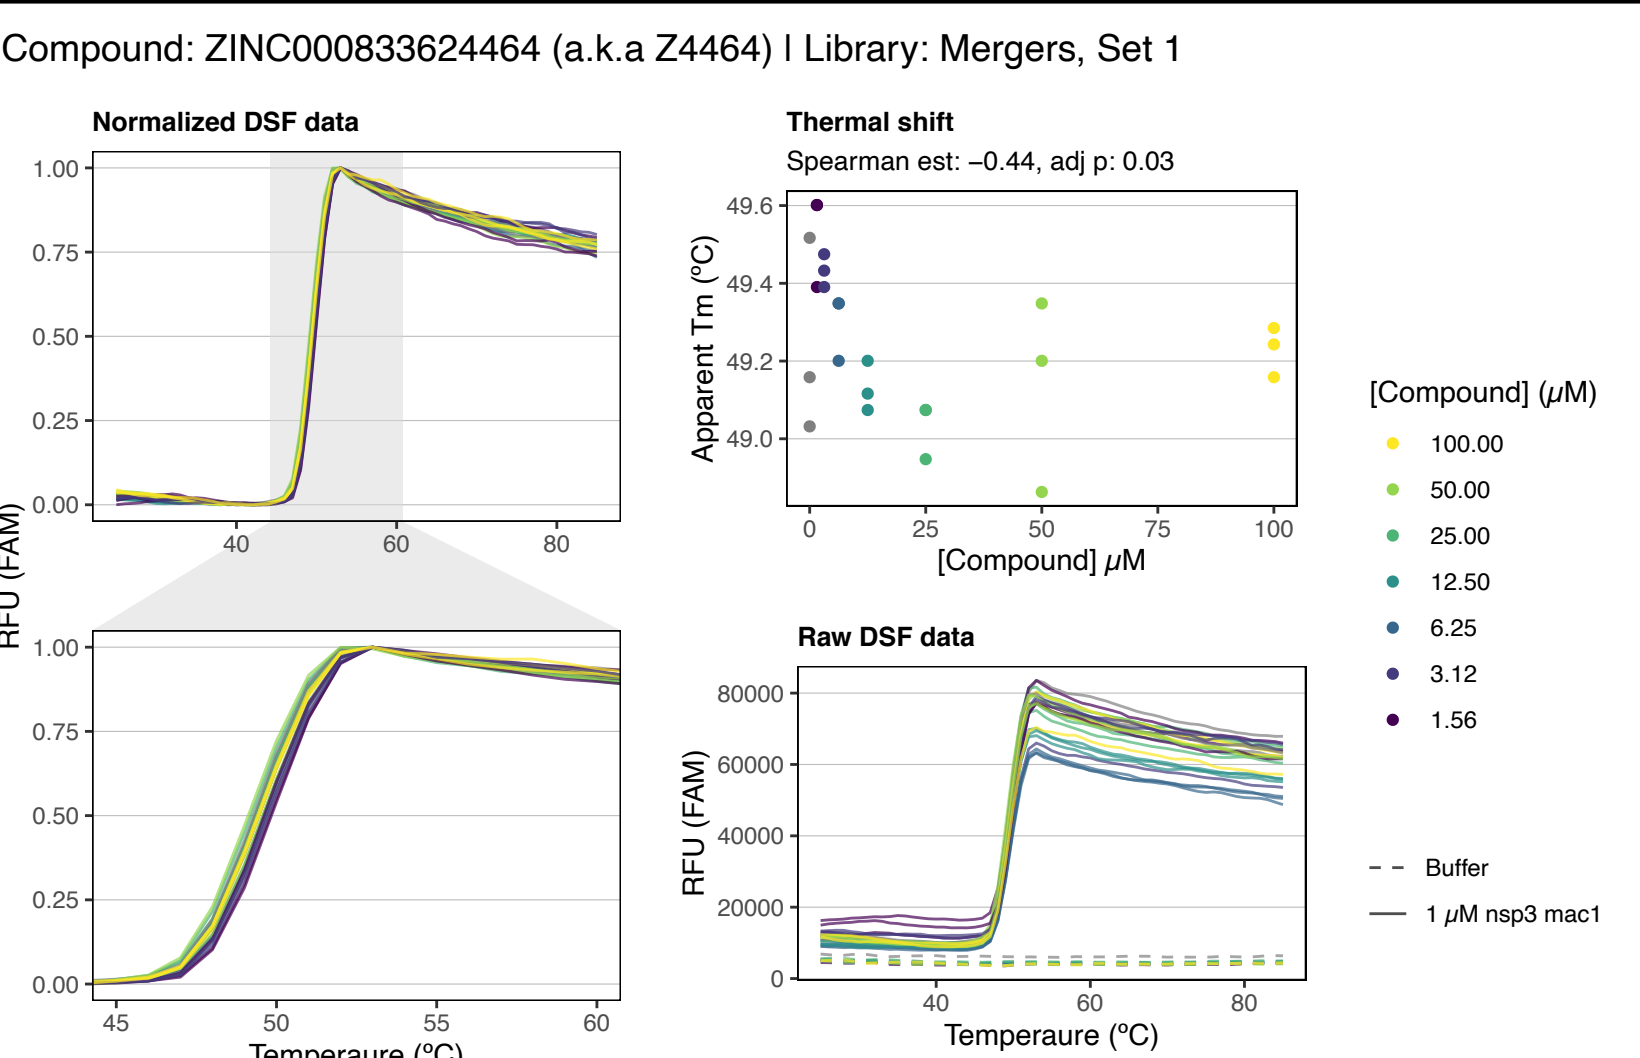 Compound: ZINC000833624464 (a.k.a Z4464) | Library: Mergers, Set 1
Normalized DSF data
1.00
0.75
0.50
0.25
0.00
40
60
80
RFU (FAM)
1.00
0.75
0.50
0.25
0.00
45
50
55
60
Temperaure (ºC)
Thermal shift
Spearman est: −0.44, adj p: 0.03
Apparent Tm (ºC)
49.6
49.4
49.2
49.0
0
25
50
75
100
[Compound] µM
Raw DSF data
RFU (FAM)
80000
60000
40000
20000
0
40
60
80
Temperaure (ºC)
[Compound] (µM)
100.00
50.00
25.00
12.50
6.25
3.12
1.56
Buffer
1 µM nsp3 mac1